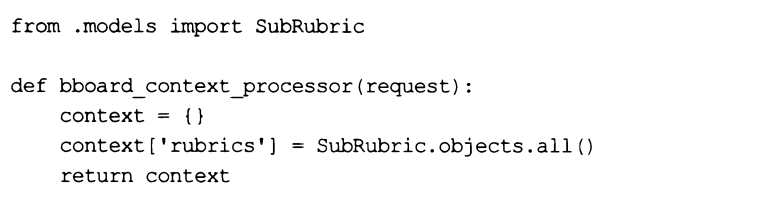 from .models import SubRubric
def bboard_context_processor(request):
    context = {}
    context['rubrics'] = SubRubric.objects.all()
    return context